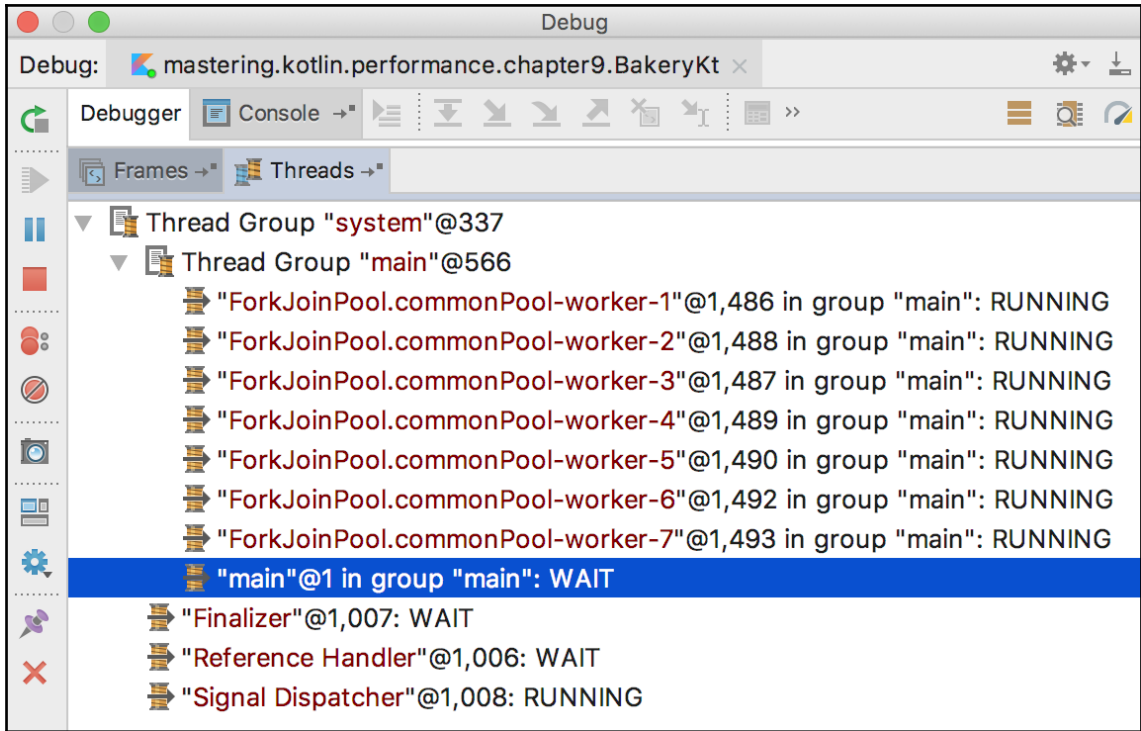 Debug
Debug: mastering.kotlin.performance.chapter9.BakeryKt
Debugger Console
Frames Threads
Thread Group "system"@337
Thread Group "main"@566
"ForkJoinPool.commonPool-worker-1"@1,486 in group "main": RUNNING
"ForkJoinPool.commonPool-worker-2"@1,488 in group "main": RUNNING
"ForkJoinPool.commonPool-worker-3"@1,487 in group "main": RUNNING
"ForkJoinPool.commonPool-worker-4"@1,489 in group "main": RUNNING
"ForkJoinPool.commonPool-worker-5"@1,490 in group "main": RUNNING
"ForkJoinPool.commonPool-worker-6"@1,492 in group "main": RUNNING
"ForkJoinPool.commonPool-worker-7"@1,493 in group "main": RUNNING
"main"@1 in group "main": WAIT
"Finalizer"@1,007: WAIT
"Reference Handler"@1,006: WAIT
"Signal Dispatcher"@1,008: RUNNING